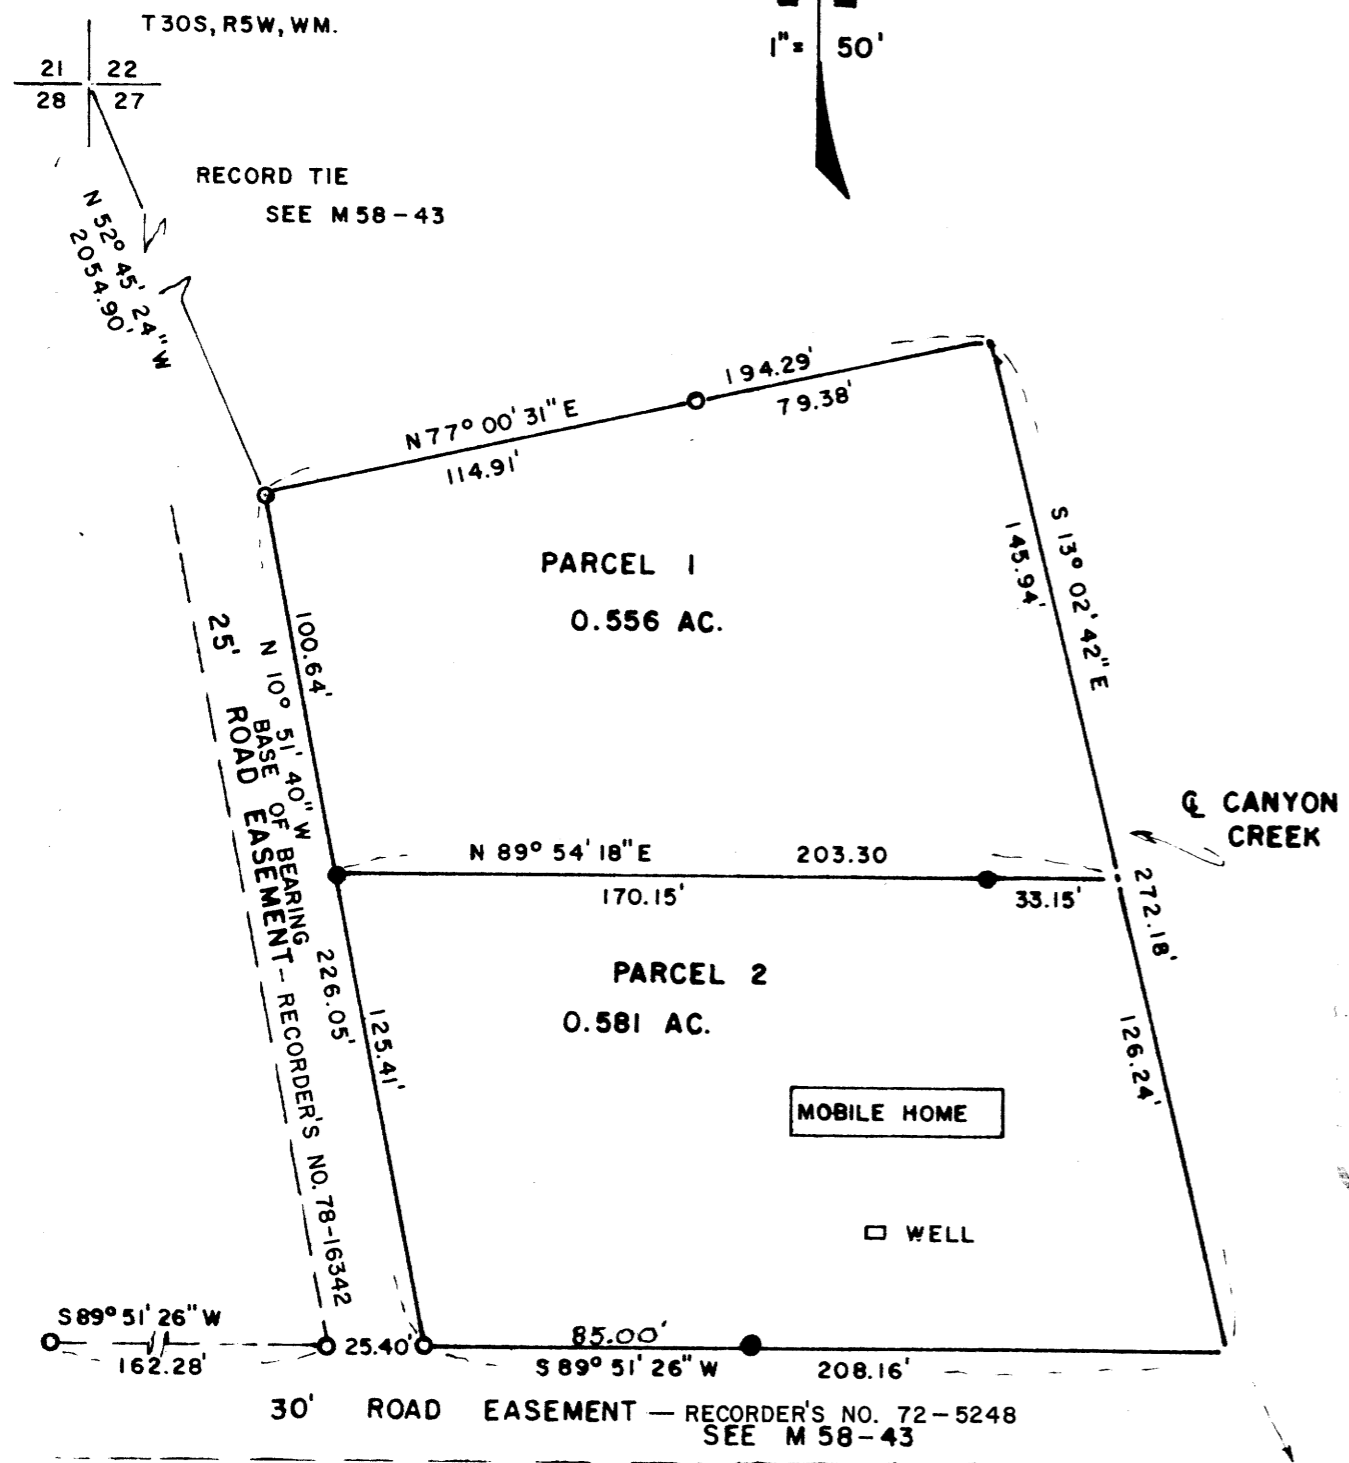 T30S, R5W, WM.
1"= 50'
21 22
28 27
RECORD TIE
SEE M58-43
N 52° 45' 24" W
2054.90'
N 77° 00' 31" E
194.29'
114.91'
79.38'
S 13° 02' 42" E
145.94'
PARCEL 1
0.556 AC.
100.64'
25' ROAD EASEMENT - RECORDER'S NO. 78-16342
N 10° 51' 40" W
BASE OF BEARING
226.05'
℄ CANYON
CREEK
N 89° 54' 18" E 203.30
170.15' 33.15'
272.18'
PARCEL 2
0.581 AC.
125.41'
126.24'
MOBILE HOME
WELL
S 89° 51' 26" W
162.28'
25.40'
85.00'
S 89° 51' 26" W 208.16'
30' ROAD EASEMENT — RECORDER'S NO. 72-5248
SEE M 58-43